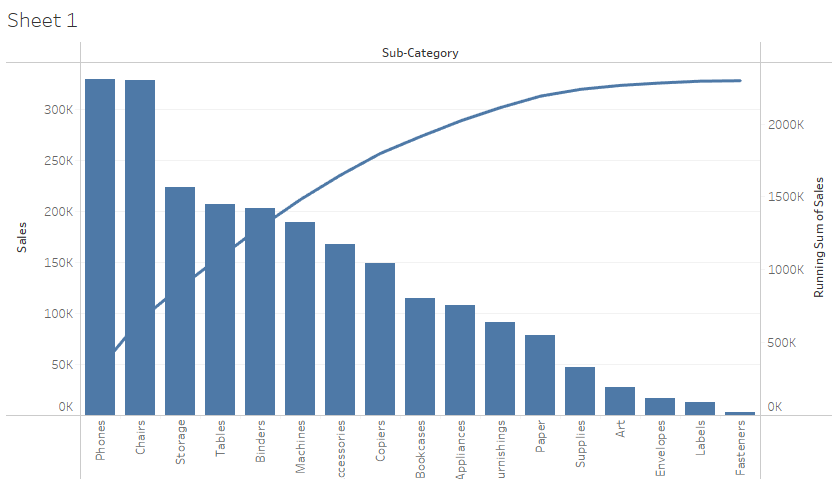 Sheet 1
Sub-Category
Sales
300K
250K
200K
150K
100K
50K
0K
2000K
1500K
1000K
500K
0K
Running Sum of Sales
Phones
Chairs
Storage
Tables
Binders
Machines
ccessories
Copiers
Bookcases
Appliances
urnishings
Paper
Supplies
Art
Envelopes
Labels
Fasteners